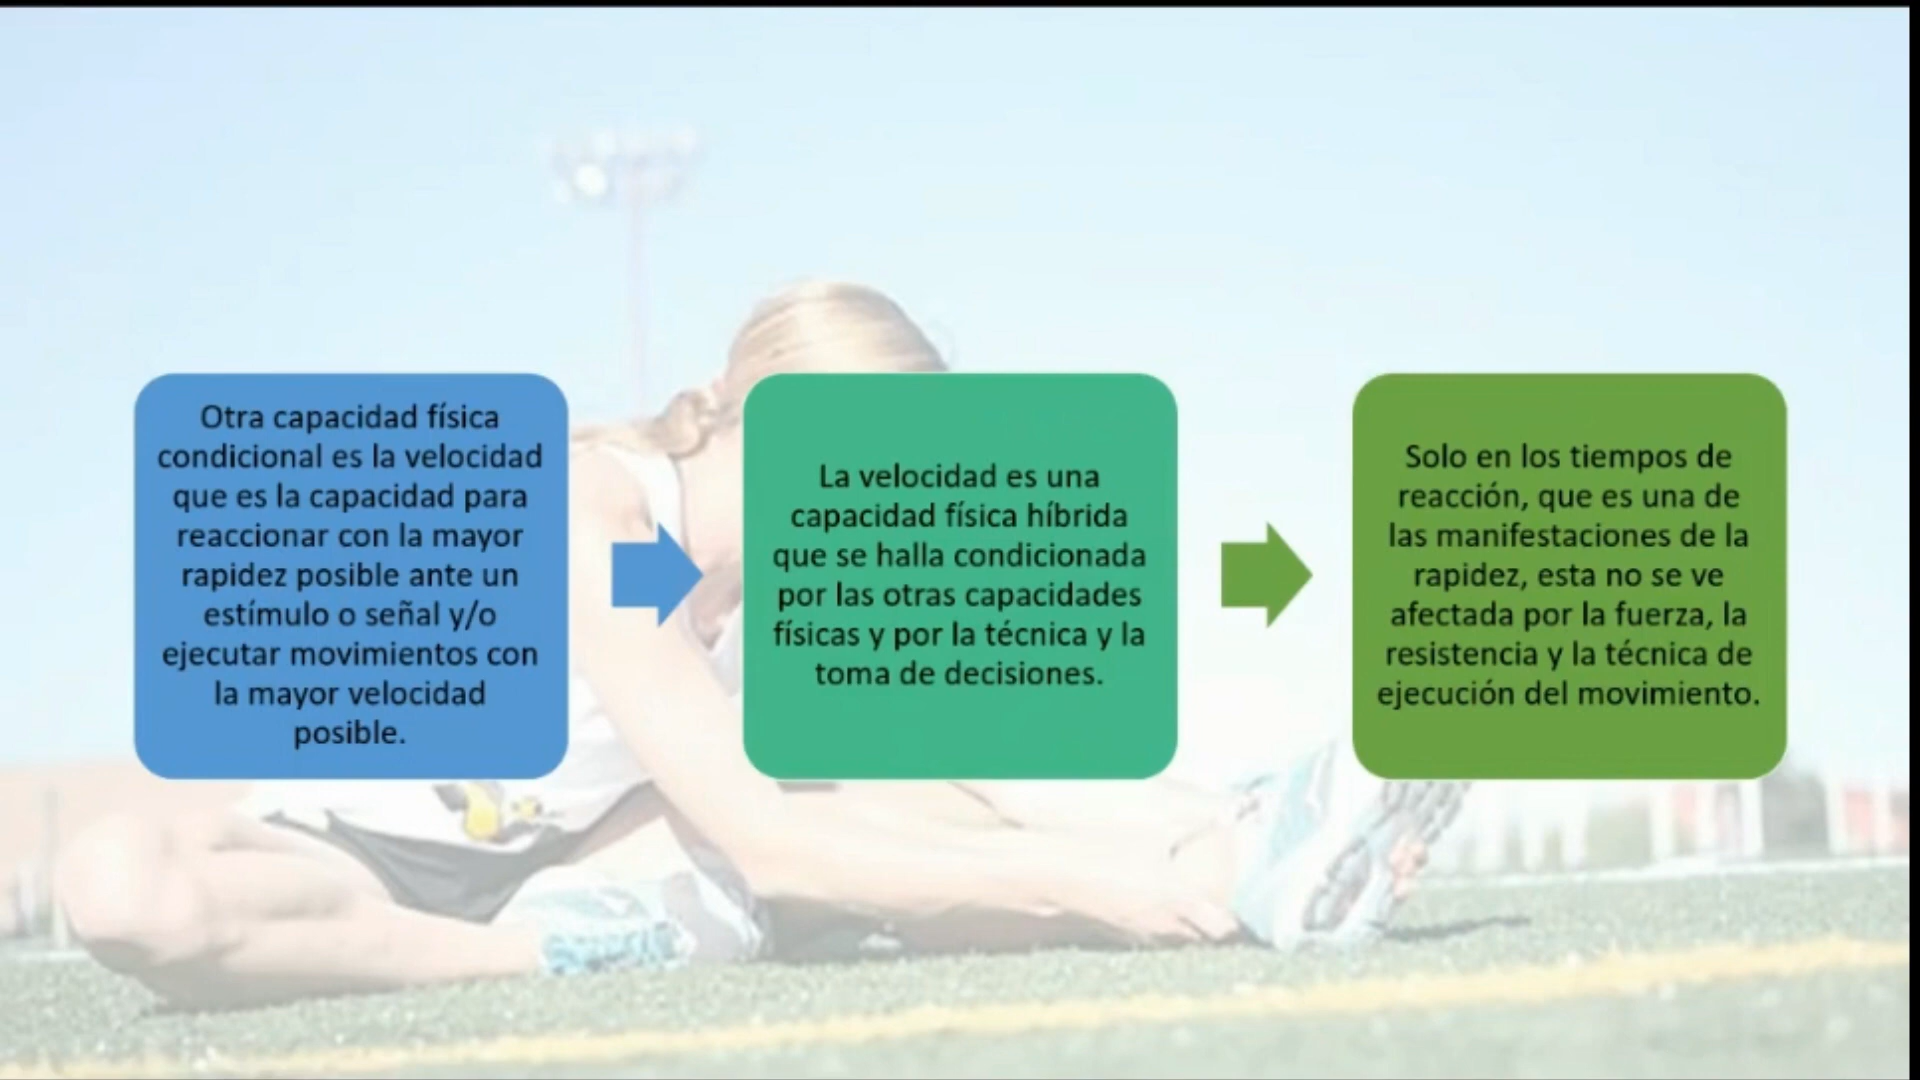 Otra capacidad física
condicional es la velocidad
que es la capacidad para
reaccionar con la mayor
rapidez posible ante un
estímulo o señal y/o
ejecutar movimientos con
la mayor velocidad
posible.
La velocidad es una
capacidad física híbrida
que se halla condicionada
por las otras capacidades
físicas y por la técnica y la
toma de decisiones.
Solo en los tiempos de
reacción, que es una de
las manifestaciones de la
rapidez, esta no se ve
afectada por la fuerza, la
resistencia y la técnica de
ejecución del movimiento.